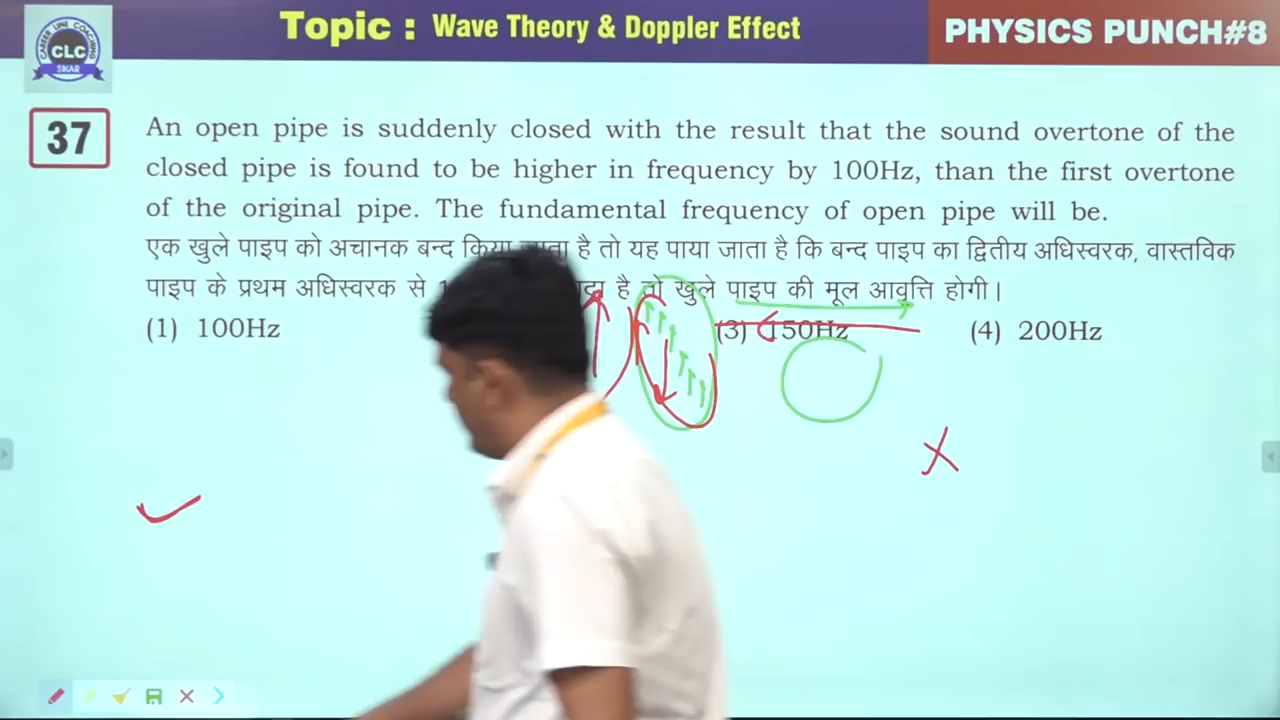 CAREER LINE COACHING
CLC
SIKAR
Topic : Wave Theory & Doppler Effect
PHYSICS PUNCH#8
37
An open pipe is suddenly closed with the result that the sound overtone of the
closed pipe is found to be higher in frequency by 100Hz, than the first overtone
of the original pipe. The fundamental frequency of open pipe will be.
एक खुले पाइप को अचानक बन्द किया जाता है तो यह पाया जाता है कि बन्द पाइप का द्वितीय अधिस्वरक, वास्तविक
पाइप के प्रथम अधिस्वरक से है तो खुले पाइप की मूल आवृत्ति होगी।
(1) 100Hz (3) 150Hz (4) 200Hz